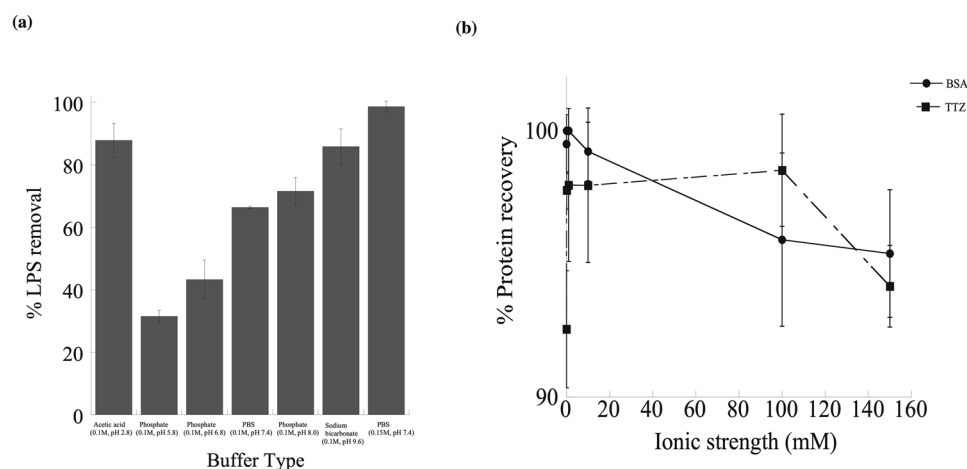 (a)
% LPS removal
100
80
60
40
20
0
Acetic acid
(0.1M, pH 2.8)
Phosphate
(0.1M, pH 5.8)
Phosphate
(0.1M, pH 6.8)
PBS
(0.1M, pH 7.4)
Phosphate
(0.1M, pH 8.0)
Sodium
bicarbonate
(0.1M, pH 9.6)
PBS
(0.15M, pH 7.4)
Buffer Type
(b)
BSA
TTZ
% Protein recovery
100
90
0 20 40 60 80 100 120 140 160
Ionic strength (mM)